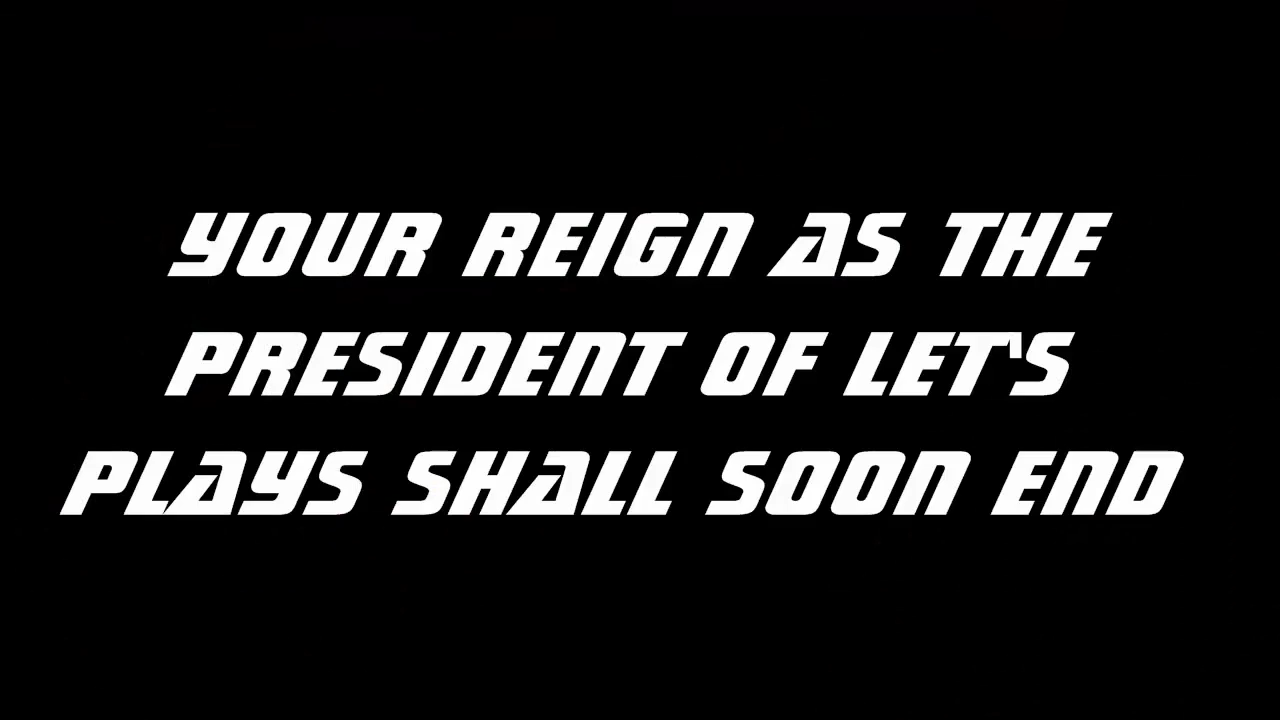 YOUR REIGN AS THE
PRESIDENT OF LET'S
PLAYS SHALL SOON END